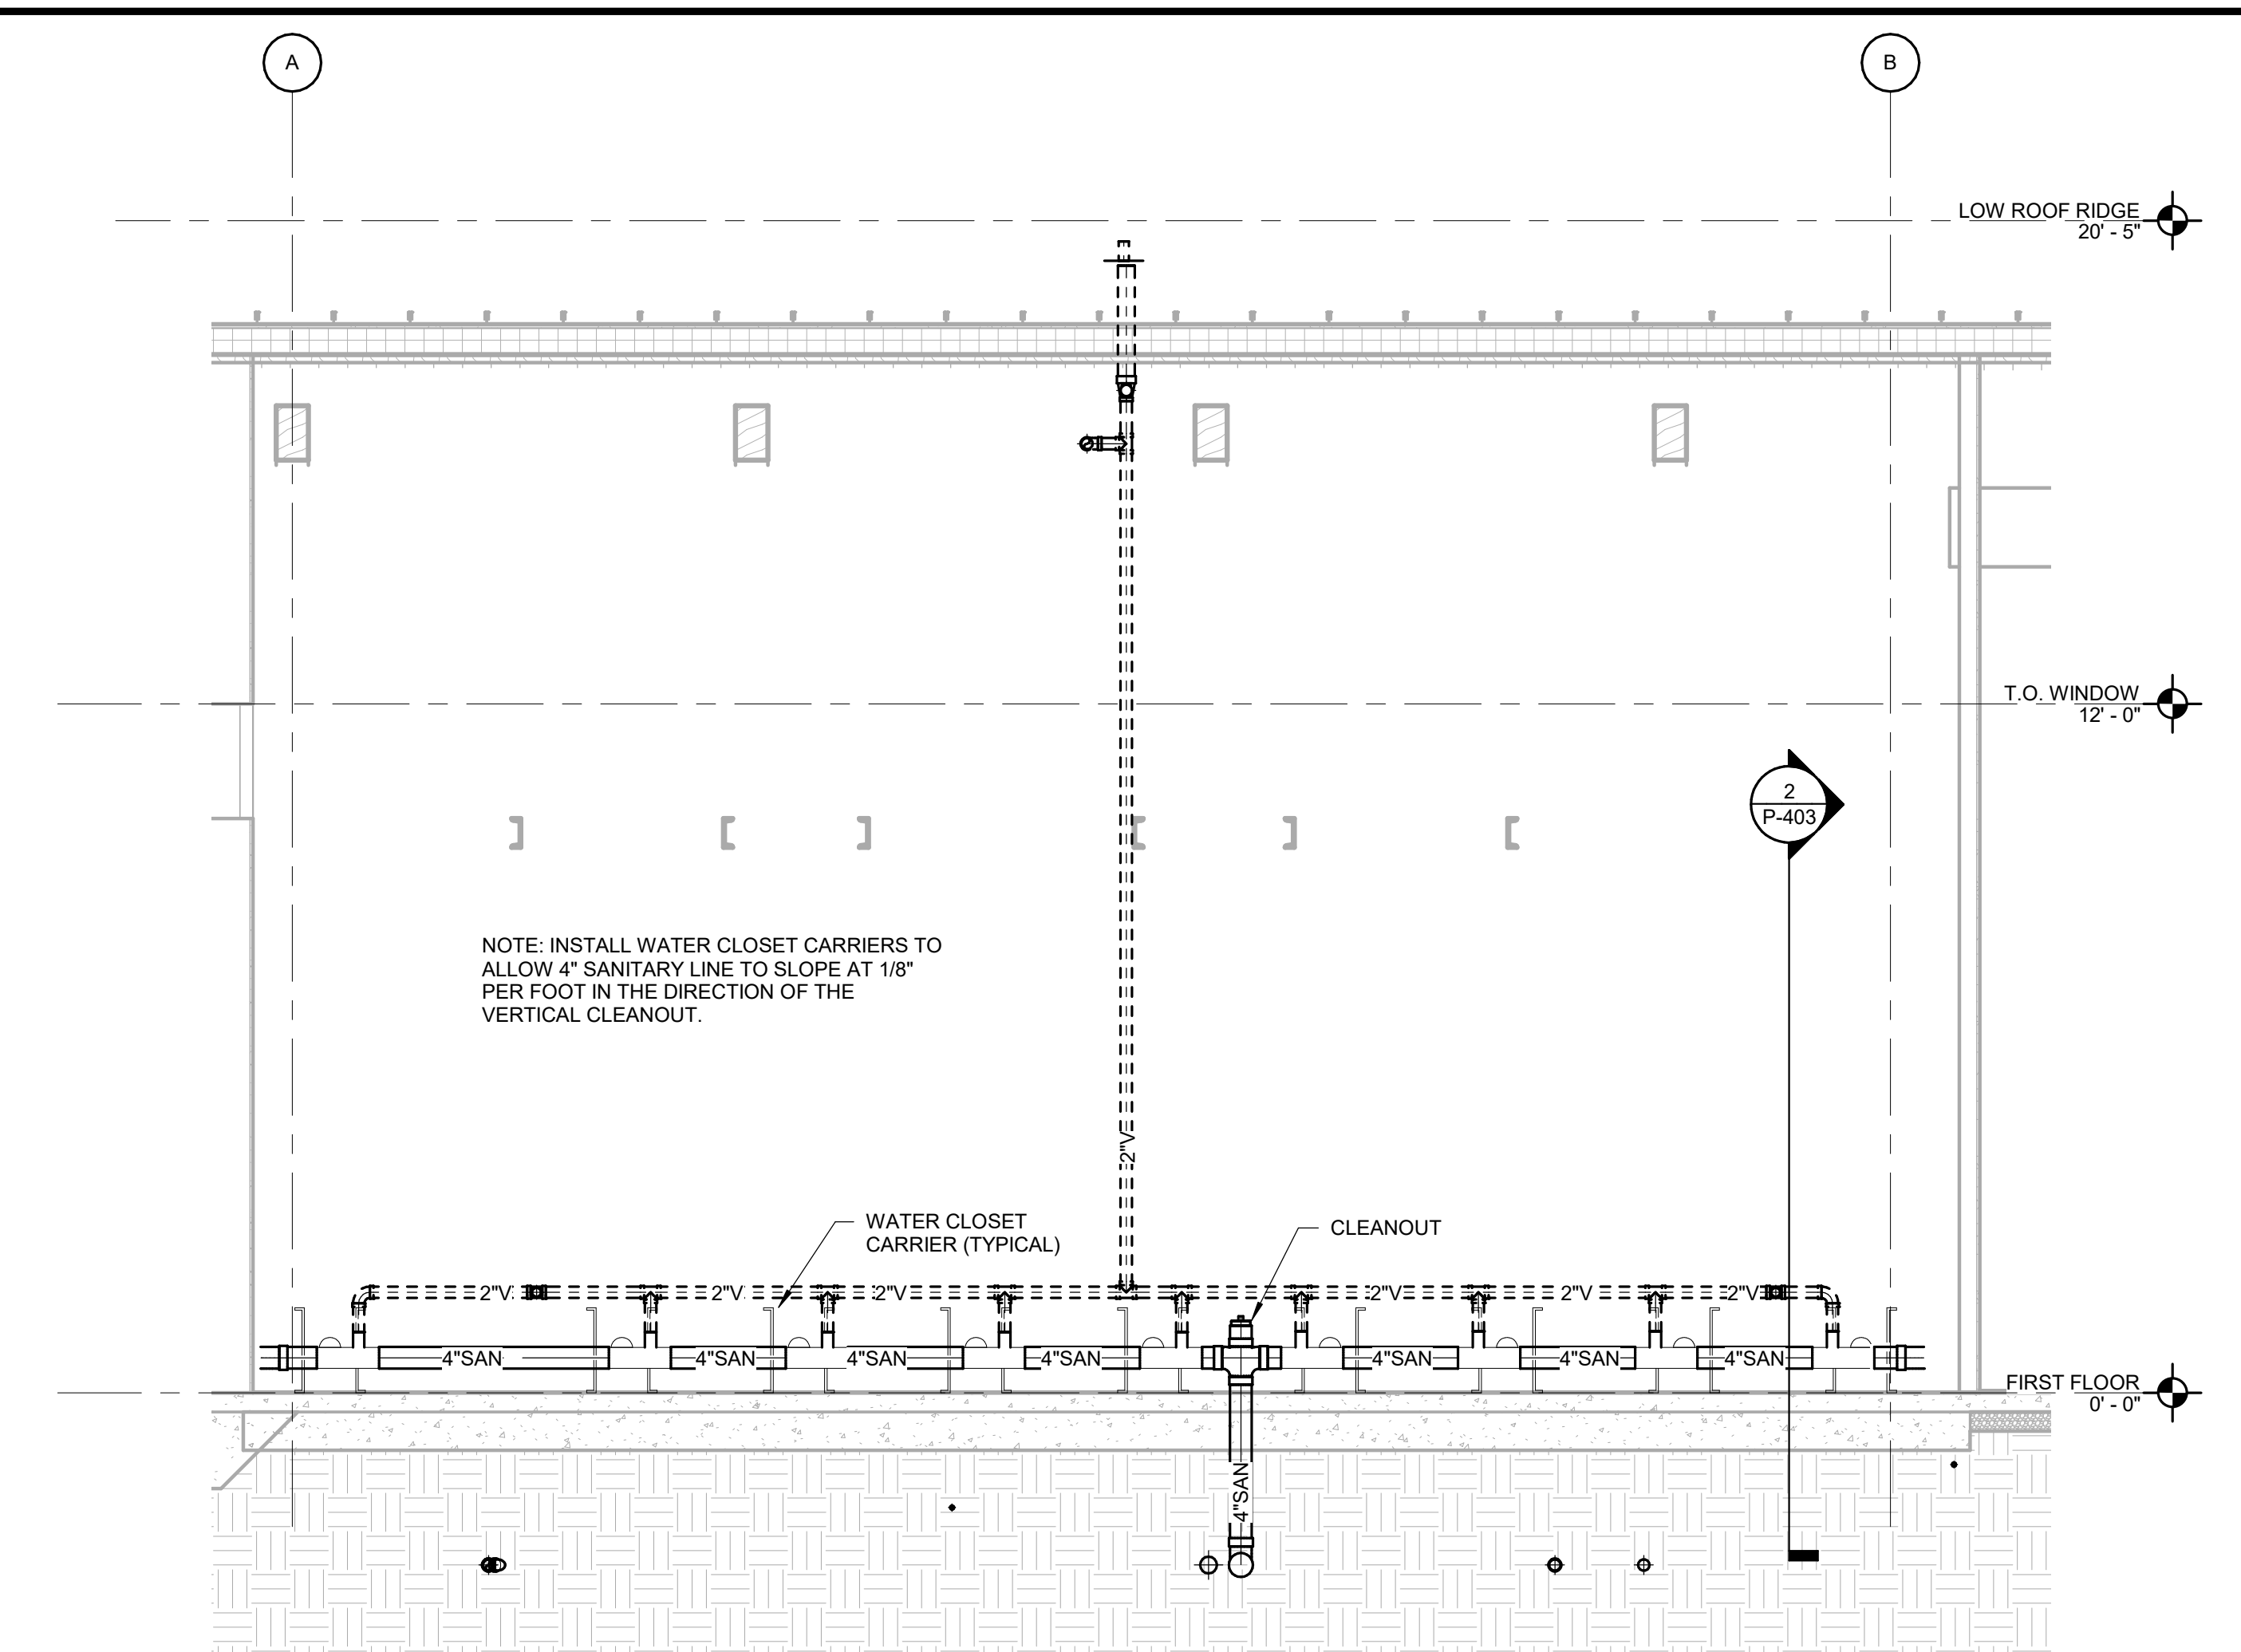 A
B
LOW ROOF RIDGE
20' - 5"
T.O. WINDOW
12' - 0"
2
P-403
NOTE: INSTALL WATER CLOSET CARRIERS TO
ALLOW 4" SANITARY LINE TO SLOPE AT 1/8"
PER FOOT IN THE DIRECTION OF THE
VERTICAL CLEANOUT.
2"V
WATER CLOSET
CARRIER (TYPICAL)
CLEANOUT
2"V
2"V
2"V
2"V
2"V
2"V
4"SAN
4"SAN
4"SAN
4"SAN
4"SAN
4"SAN
4"SAN
FIRST FLOOR
0' - 0"
4"SAN